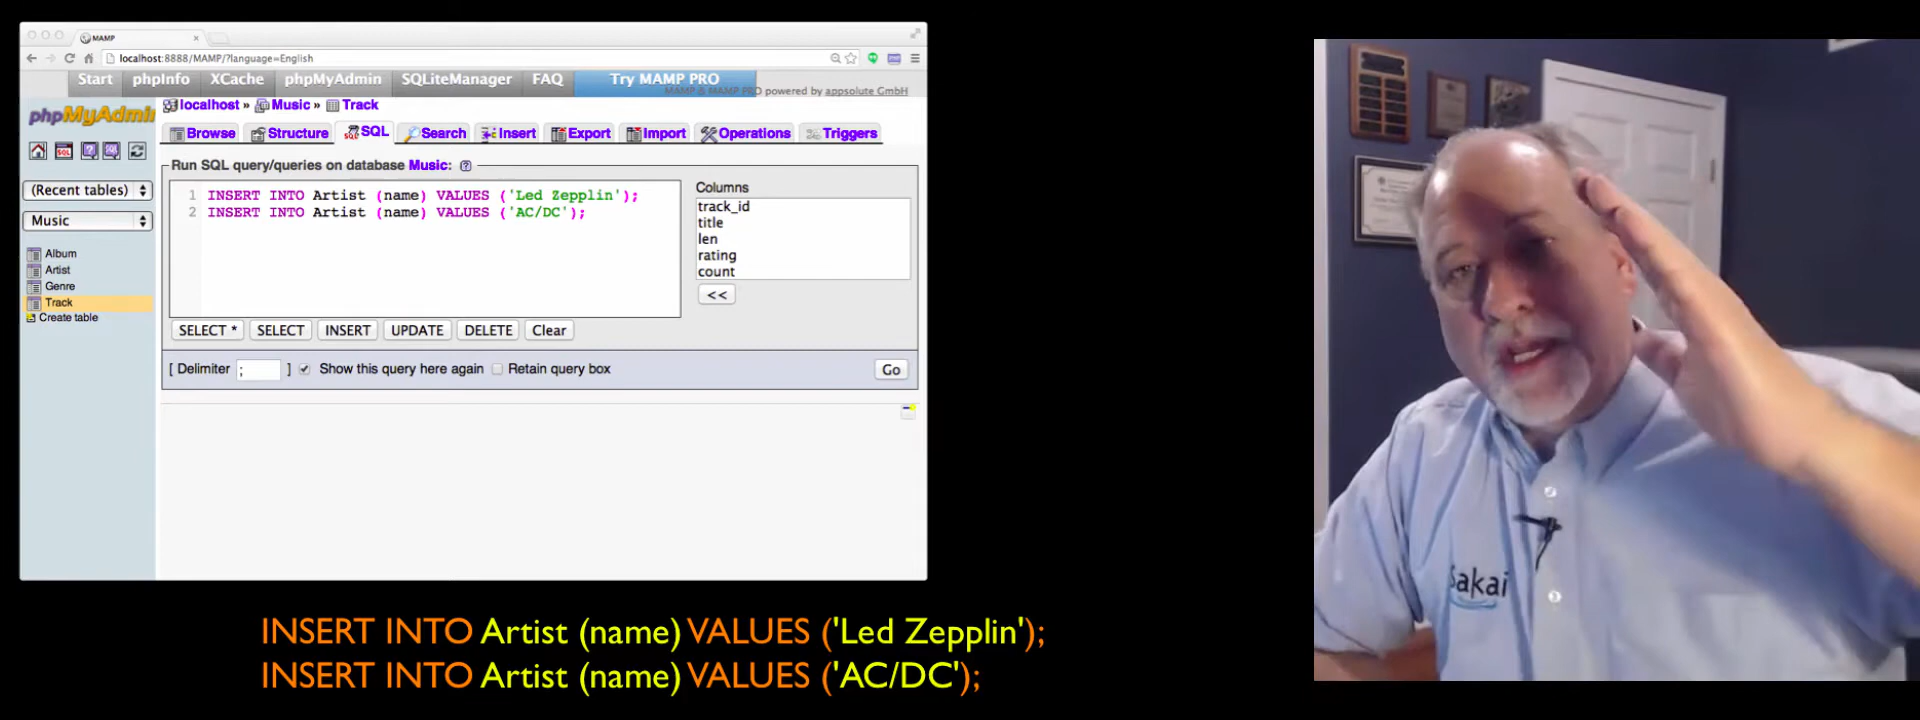 MAMP
localhost:8888/MAMP/?language=English
Start phpInfo XCache phpMyAdmin SQLiteManager FAQ Try MAMP PRO
MAMP & MAMP PRO powered by appsolute GmbH
phpMyAdmin
localhost » Music » Track
Browse Structure SQL Search Insert Export Import Operations Triggers
(Recent tables)
Music
Album
Artist
Genre
Track
Create table
Run SQL query/queries on database Music:
1 INSERT INTO Artist (name) VALUES ('Led Zepplin');
2 INSERT INTO Artist (name) VALUES ('AC/DC');
Columns
track_id
title
len
rating
count
<<
SELECT * SELECT INSERT UPDATE DELETE Clear
[ Delimiter ; ] Show this query here again Retain query box Go
INSERT INTO Artist (name) VALUES ('Led Zepplin');
INSERT INTO Artist (name) VALUES ('AC/DC');
Sakai